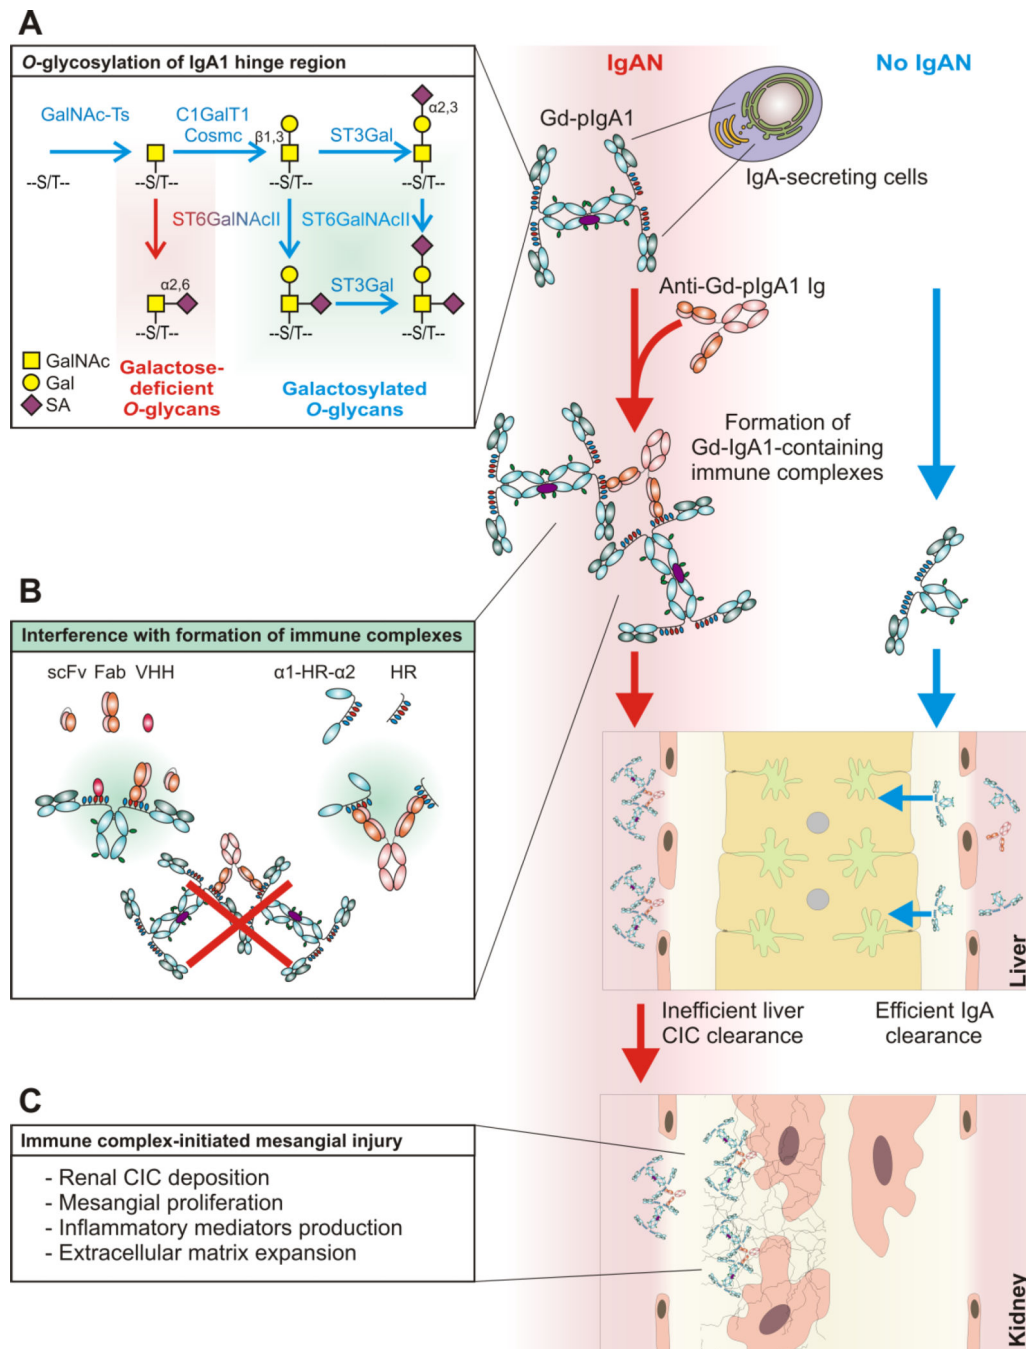 A
O-glycosylation of IgA1 hinge region
GalNAc-Ts
C1GalT1
Cosmc
β1,3
ST3Gal
α2,3
--S/T--
--S/T--
--S/T--
--S/T--
ST6GalNAcII
ST6GalNAcII
α2,6
ST3Gal
--S/T--
--S/T--
--S/T--
GalNAc
Gal
SA
Galactose-
deficient
O-glycans
Galactosylated
O-glycans
IgAN
No IgAN
Gd-pIgA1
IgA-secreting cells
Anti-Gd-pIgA1 Ig
Formation of
Gd-IgA1-containing
immune complexes
B
Interference with formation of immune complexes
scFv Fab VHH
α1-HR-α2
HR
Liver
Inefficient liver
CIC clearance
Efficient IgA
clearance
C
Immune complex-initiated mesangial injury
- Renal CIC deposition
- Mesangial proliferation
- Inflammatory mediators production
- Extracellular matrix expansion
Kidney